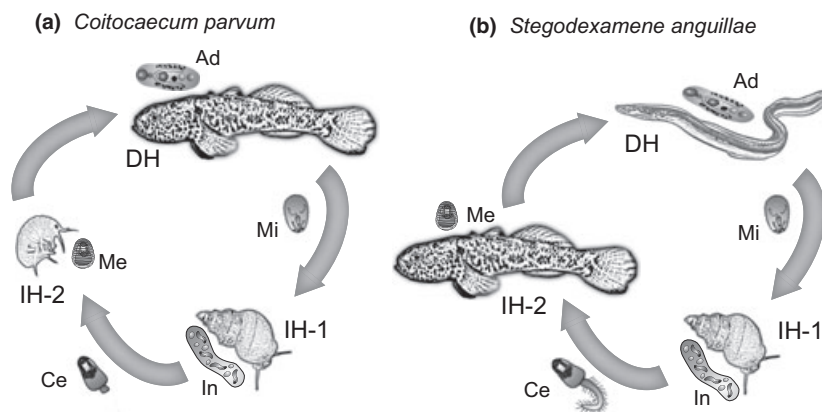 (a) Coitocaecum parvum
Ad
DH
Mi
Me
IH-2
IH-1
Ce
In
(b) Stegodexamene anguillae
Ad
DH
Me
Mi
IH-2
IH-1
Ce
In